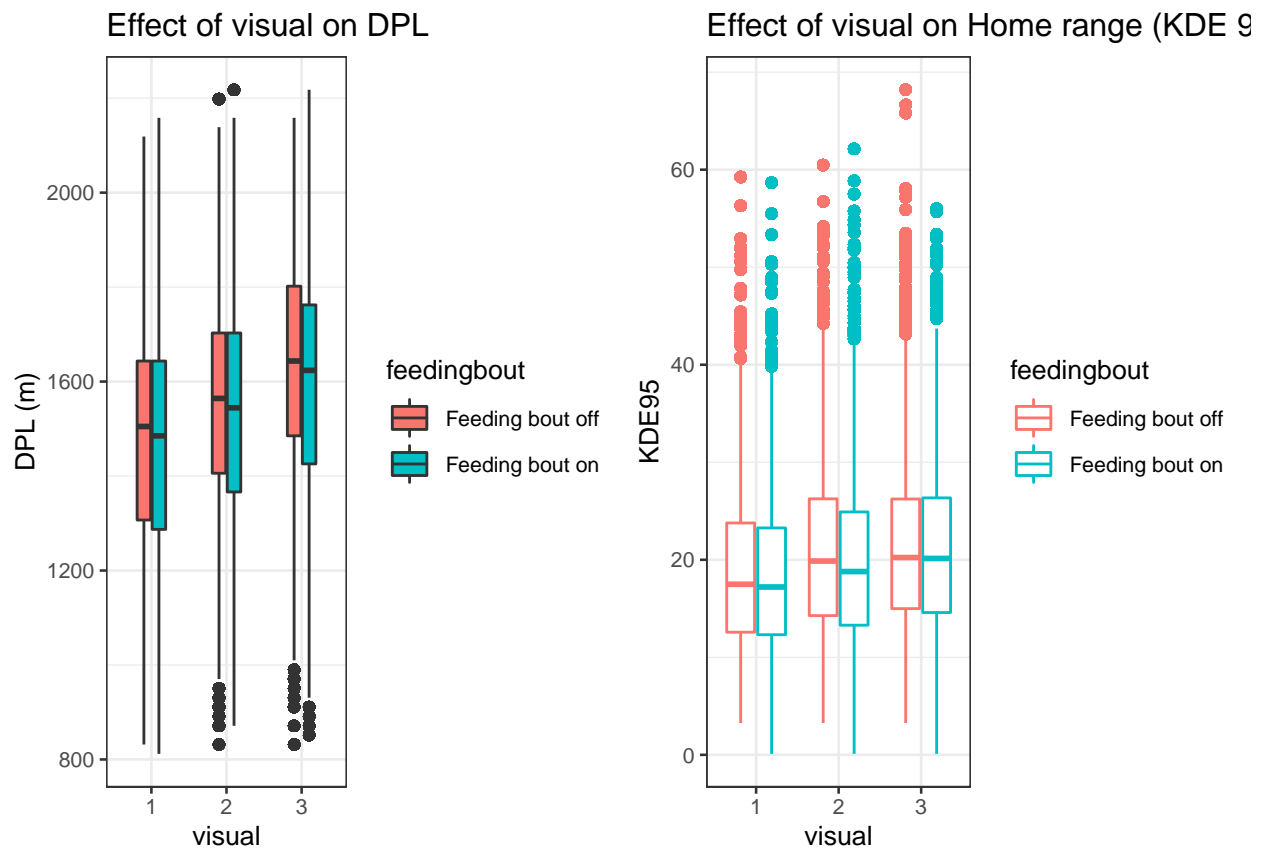 Effect of visual on DPL
DPL (m)
2000
1600
1200
800
1 2 3
visual
feedingbout
Feeding bout off
Feeding bout on
Effect of visual on Home range (KDE 9
KDE95
60
40
20
0
1 2 3
visual
feedingbout
Feeding bout off
Feeding bout on